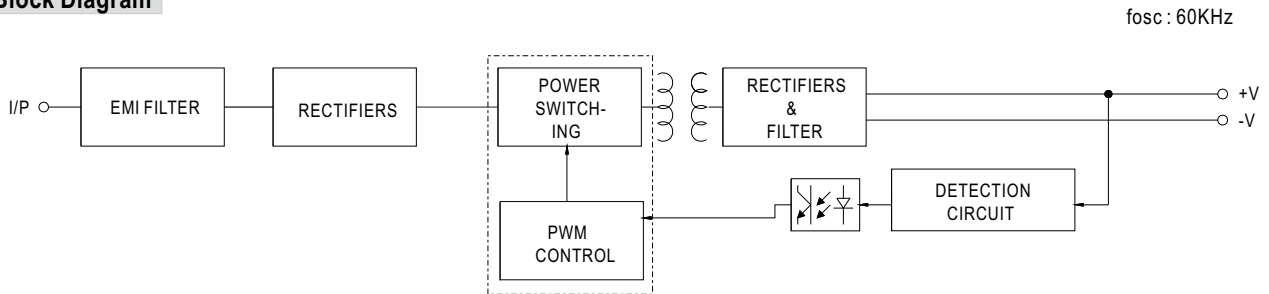 Block Diagram
fosc : 60KHz
I/P
EMI FILTER
RECTIFIERS
POWER
SWITCH-
ING
RECTIFIERS
&
FILTER
+V
-V
DETECTION
CIRCUIT
PWM
CONTROL